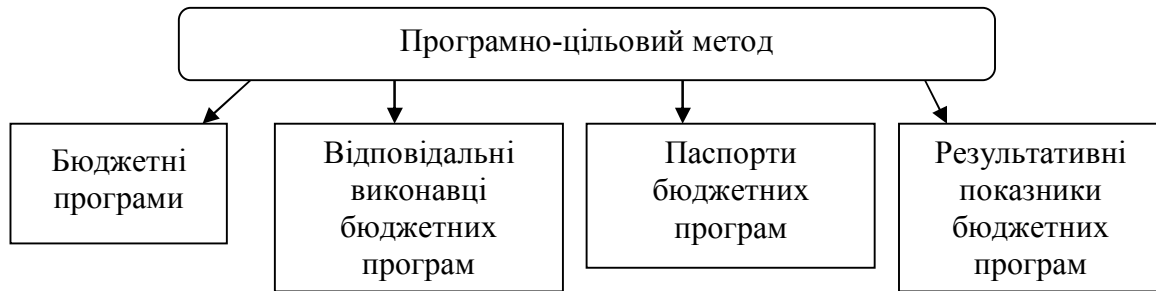 Програмно-цільовий метод
Бюджетні
програми
Відповідальні
виконавці
бюджетних
програм
Паспорти
бюджетних
програм
Результативні
показники
бюджетних
програм